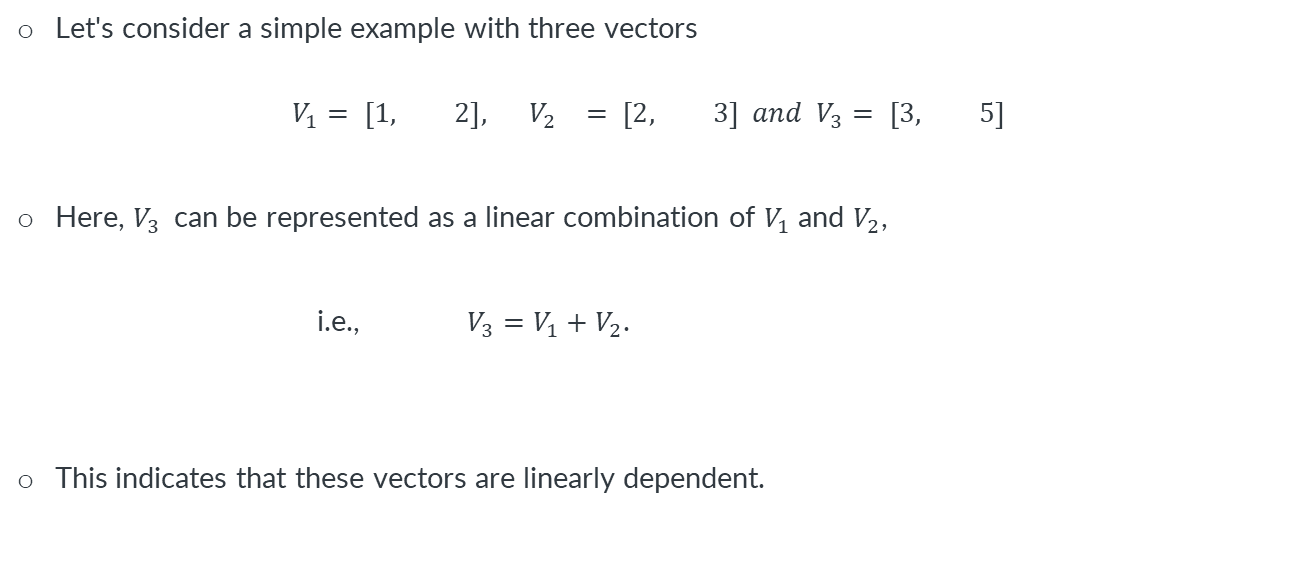 ○ Let's consider a simple example with three vectors
V₁ = [1, 2], V₂ = [2, 3] and V₃ = [3, 5]
○ Here, V₃ can be represented as a linear combination of V₁ and V₂,
i.e., V₃ = V₁ + V₂.
○ This indicates that these vectors are linearly dependent.